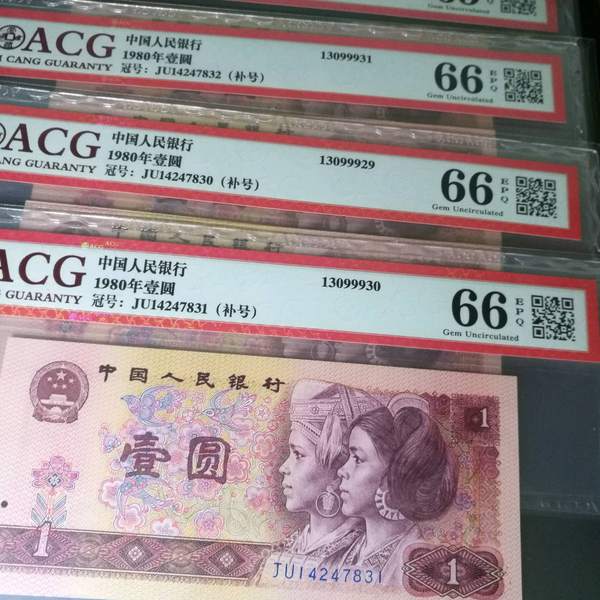 ACG
CANG GUARANTY
中国人民银行
1980年壹圆
冠号：JU14247832（补号）
13099931
66
EPQ
Gem Uncirculated
ACG
ANG GUARANTY
中国人民银行
1980年壹圆
冠号：JU14247830（补号）
13099929
66
EPQ
Gem Uncirculated
ACG
GUARANTY
中国人民银行
1980年壹圆
冠号：JU14247831（补号）
13099930
66
EPQ
Gem Uncirculated
中国人民银行
壹圆
1
1
1
JU14247831